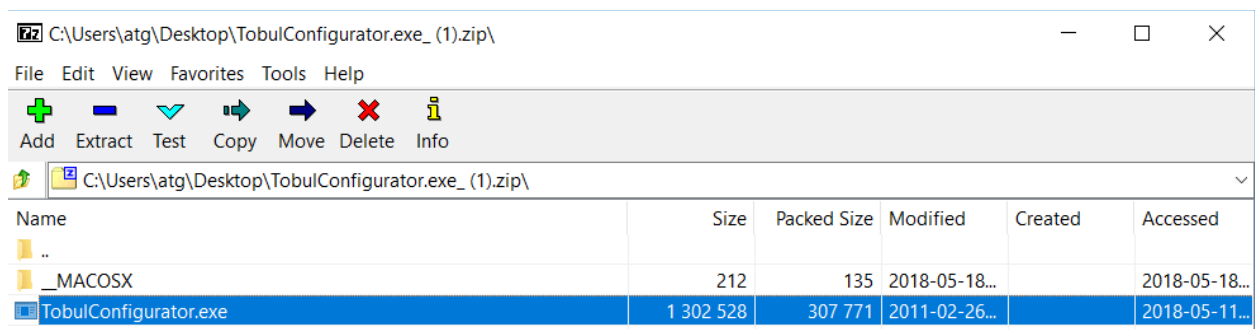 C:\Users\atg\Desktop\TobulConfigurator.exe_ (1).zip\
File Edit View Favorites Tools Help
Add Extract Test Copy Move Delete Info
C:\Users\atg\Desktop\TobulConfigurator.exe_ (1).zip\
Name Size Packed Size Modified Created Accessed
..
__MACOSX 212 135 2018-05-18... 2018-05-18...
TobulConfigurator.exe 1 302 528 307 771 2011-02-26... 2018-05-11...